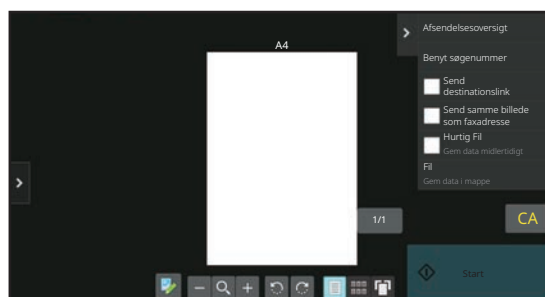 A4
Afsendelsesoversigt
Benyt søgenummer
Send
destinationslink
Send samme billede
som faxadresse
Hurtig Fil
Gem data midlertidigt
Fil
Gem data i mappe
1/1
CA
Start